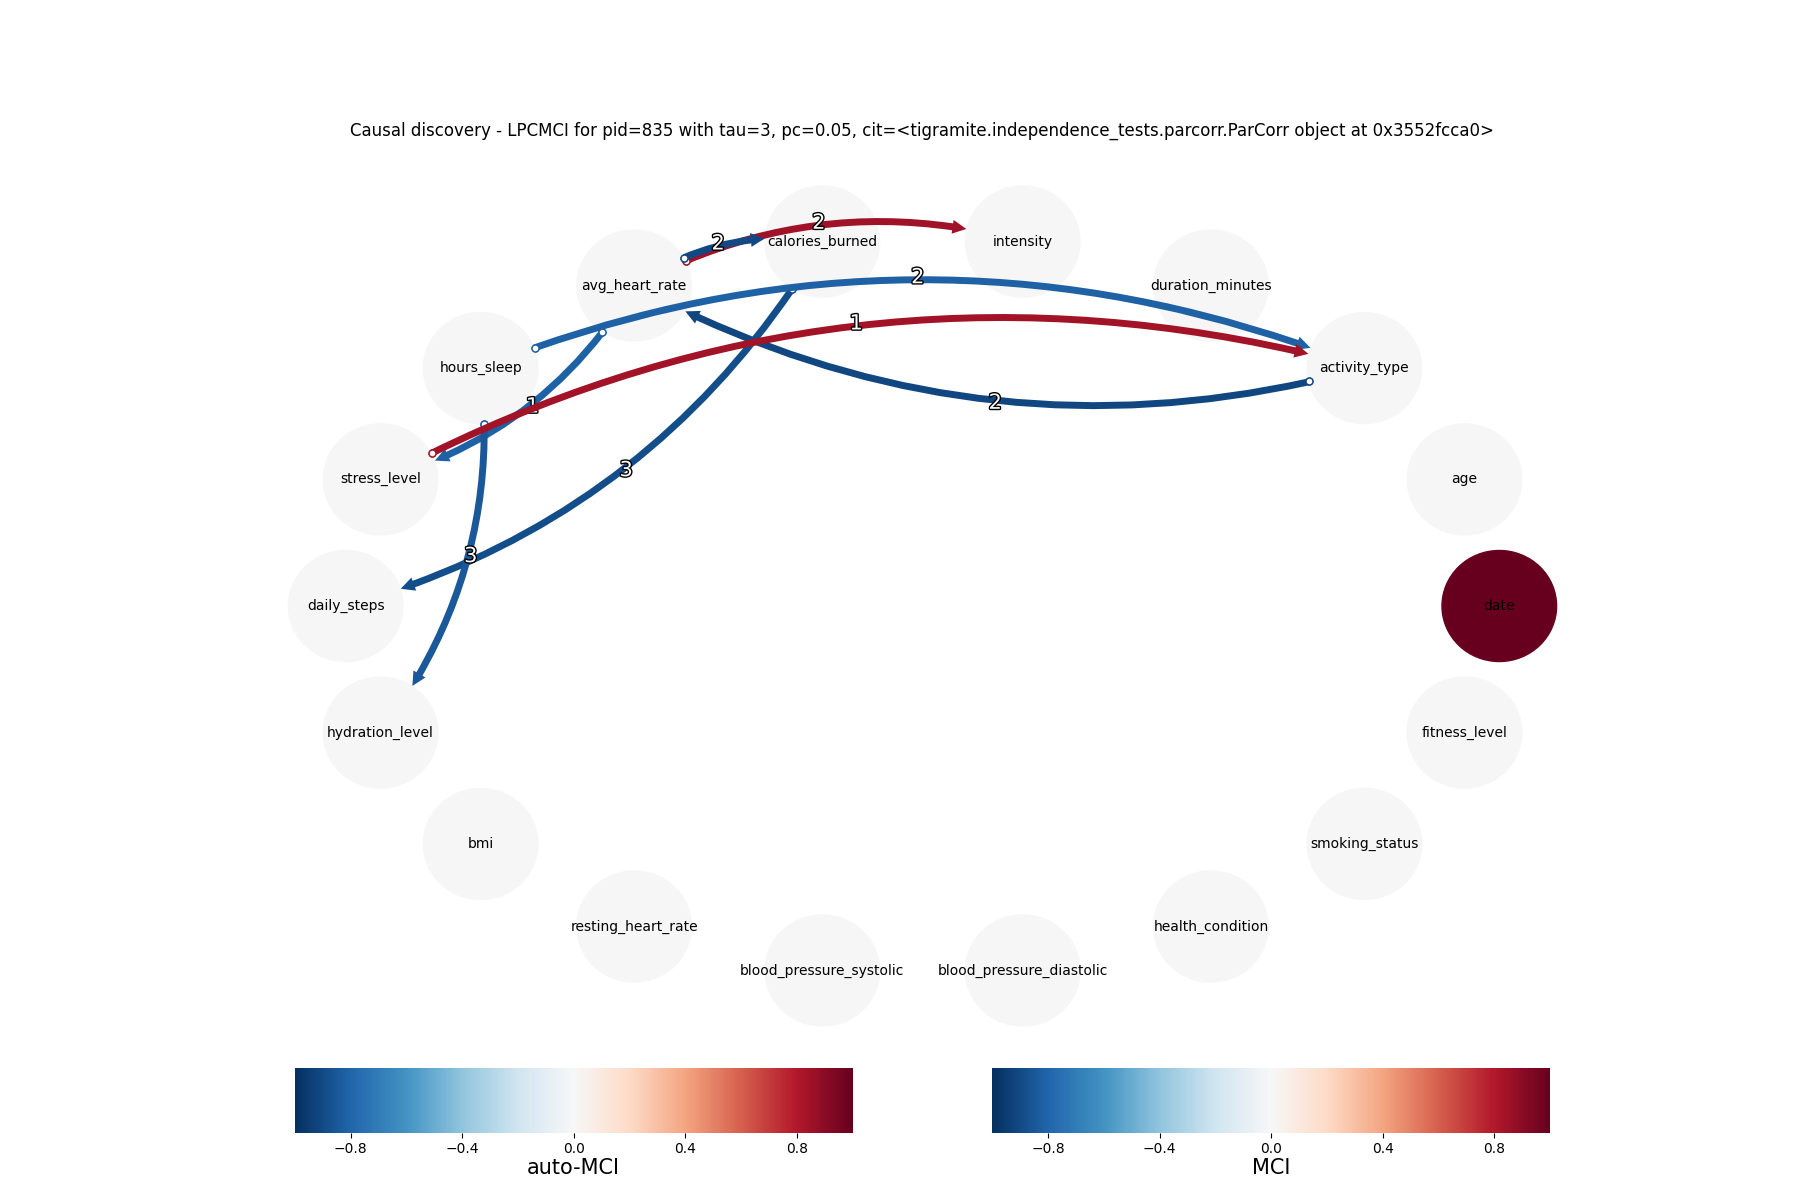 Causal discovery - LPCMCI for pid=835 with tau=3, pc=0.05, cit=<tigramite.independence_tests.parcorr.ParCorr object at 0x3552fcca0>
2
2
calories_burned
intensity
avg_heart_rate
2
duration_minutes
1
hours_sleep
activity_type
1
2
3
stress_level
age
3
daily_steps
date
hydration_level
fitness_level
bmi
smoking_status
resting_heart_rate
health_condition
blood_pressure_systolic
blood_pressure_diastolic
−0.8 −0.4 0.0 0.4 0.8
auto-MCI
−0.8 −0.4 0.0 0.4 0.8
MCI